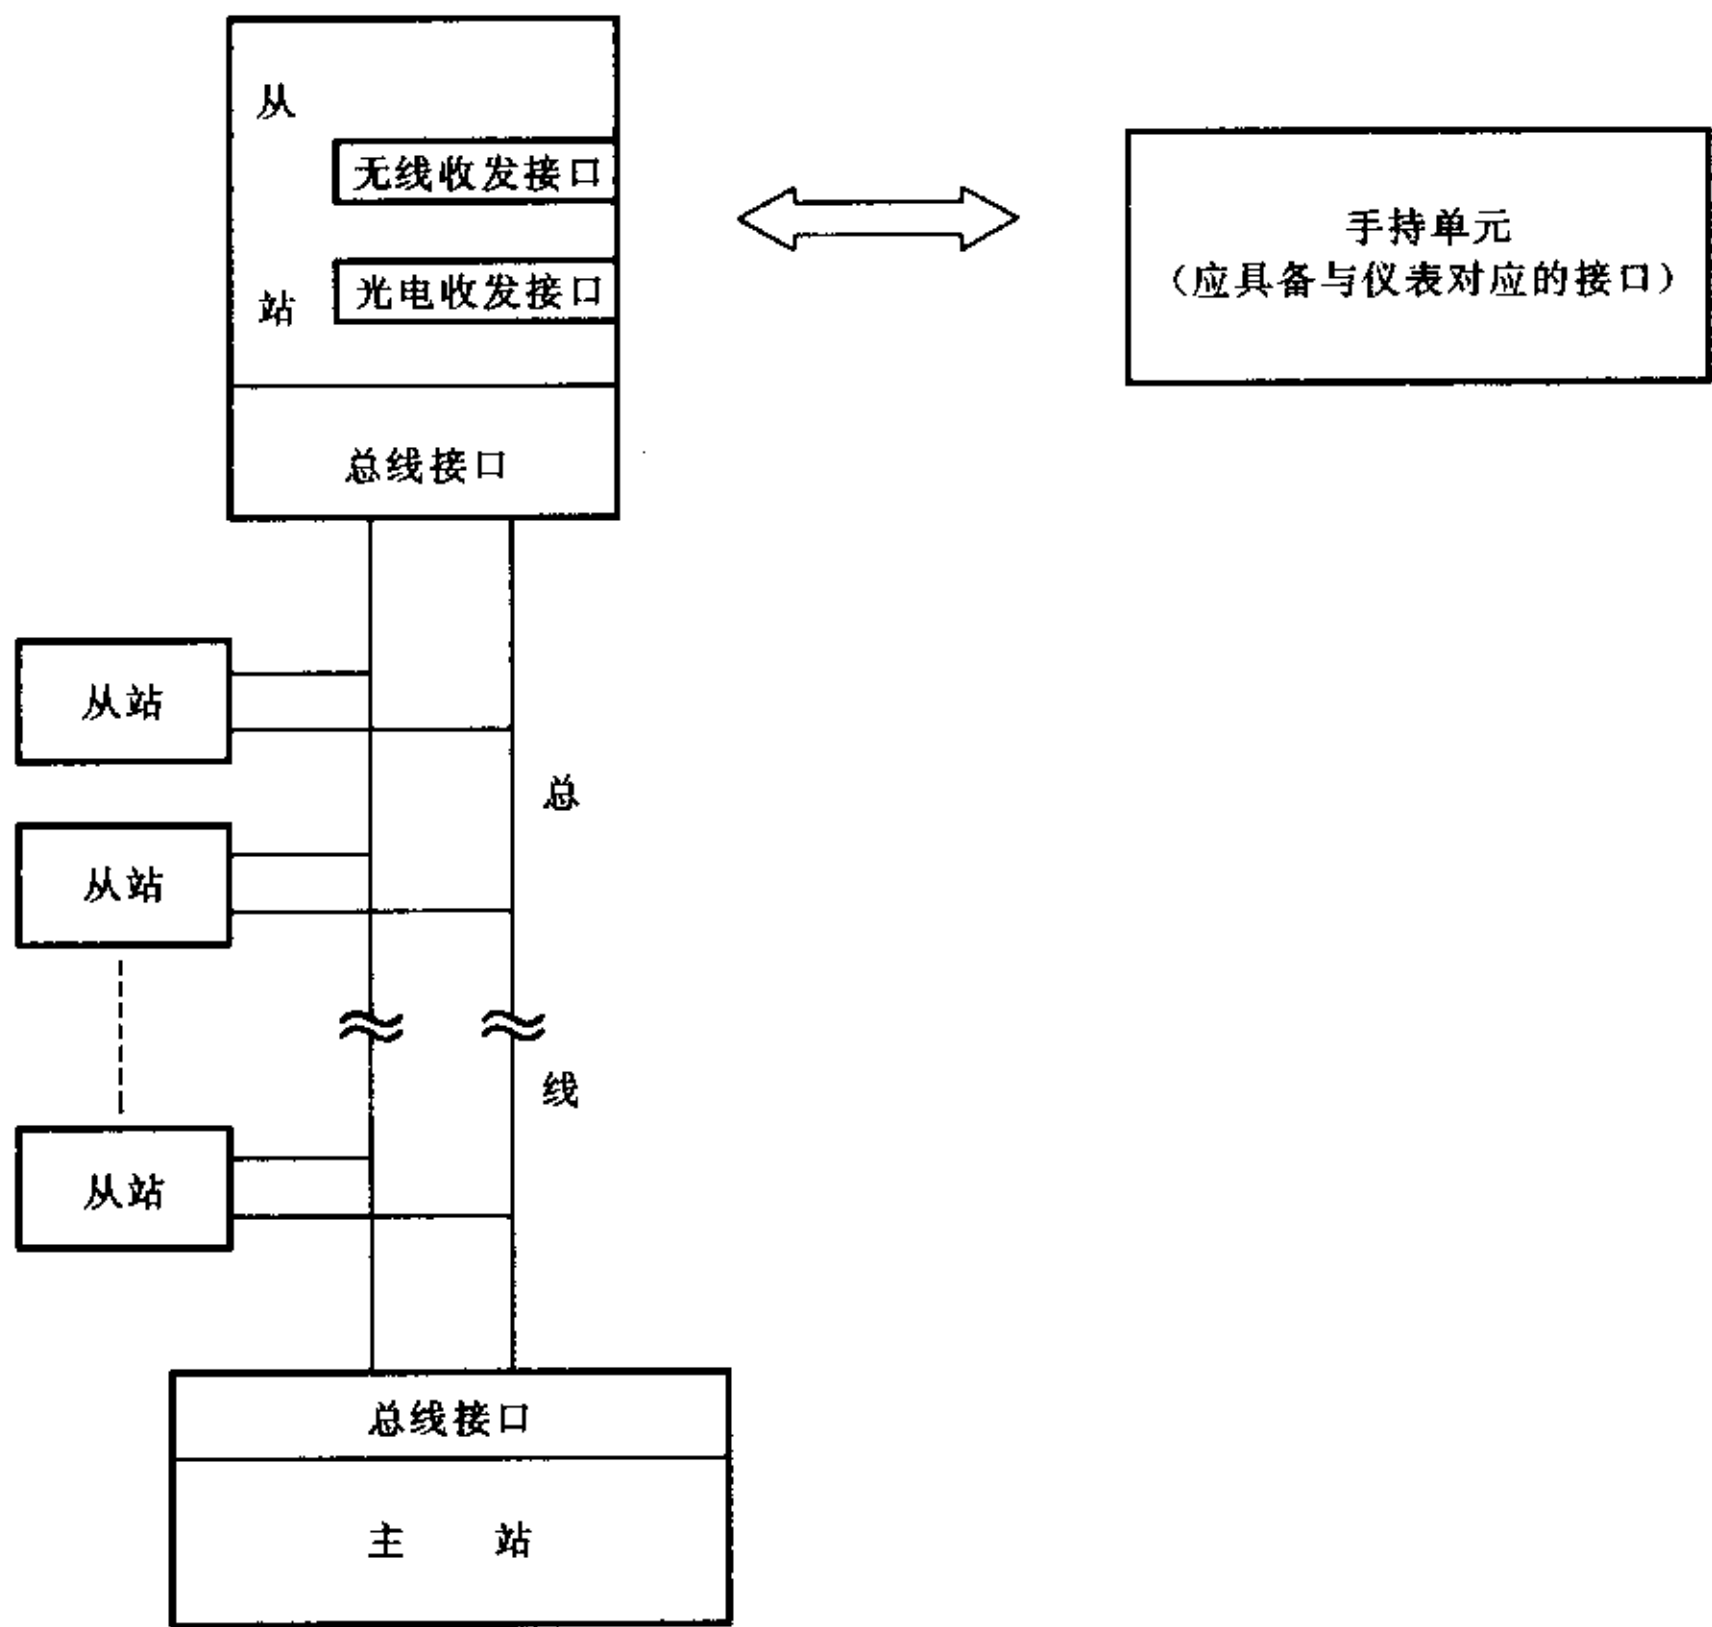 从
站
无线收发接口
光电收发接口
总线接口
手持单元
（应具备与仪表对应的接口）
从站
从站
从站
总
线
总线接口
主 站